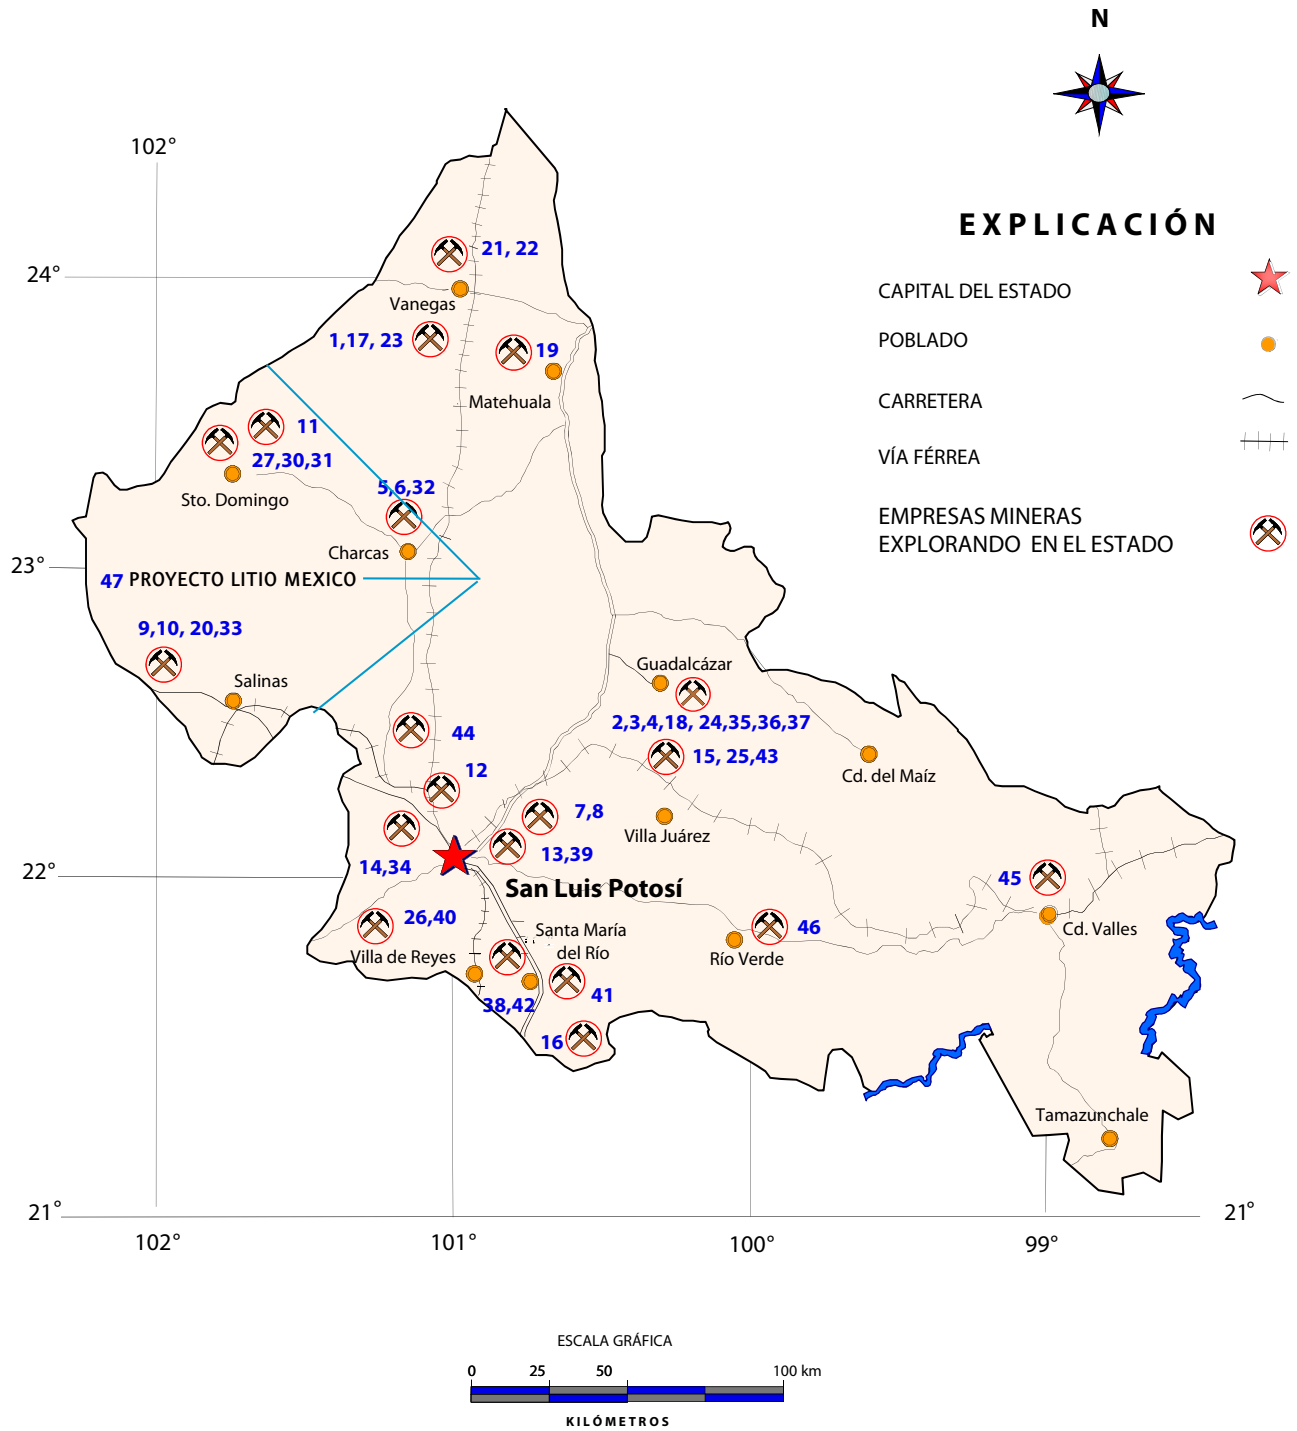 N
102°
EXPLICACIÓN
21, 22
24°
CAPITAL DEL ESTADO
Vanegas
1,17, 23
POBLADO
19
Matehuala
CARRETERA
11
27,30,31
VÍA FÉRREA
5,6,32
Sto. Domingo
EMPRESAS MINERAS
EXPLORANDO EN EL ESTADO
Charcas
23°
47 PROYECTO LITIO MEXICO
9,10, 20,33
Guadalcázar
Salinas
2,3,4,18, 24,35,36,37
44
15, 25,43
12
Cd. del Maíz
7,8
Villa Juárez
13,39
14,34
22°
45
San Luis Potosí
26,40
46
Santa María
del Río
Cd. Valles
Villa de Reyes
Río Verde
41
38,42
16
Tamazunchale
21°
21°
102°
101°
100°
99°
ESCALA GRÁFICA
0 25 50 100 km
KILÓMETROS